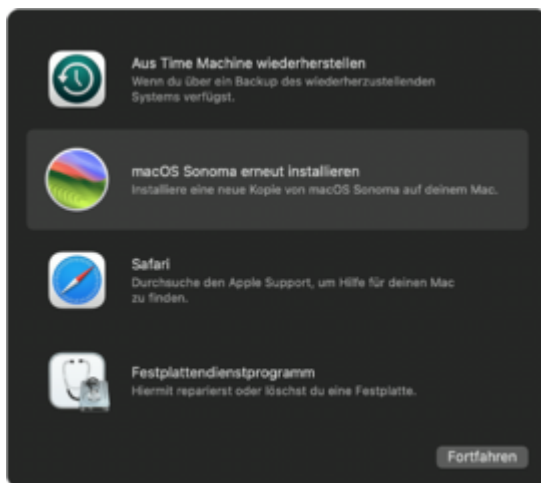 Aus Time Machine wiederherstellen
Wenn du über ein Backup des wiederherzustellenden
Systems verfügst.
macOS Sonoma erneut installieren
Installiere eine neue Kopie von macOS Sonoma auf deinem Mac.
Safari
Durchsuche den Apple Support, um Hilfe für deinen Mac
zu finden.
Festplattendienstprogramm
Hiermit reparierst oder löschst du eine Festplatte.
Fortfahren